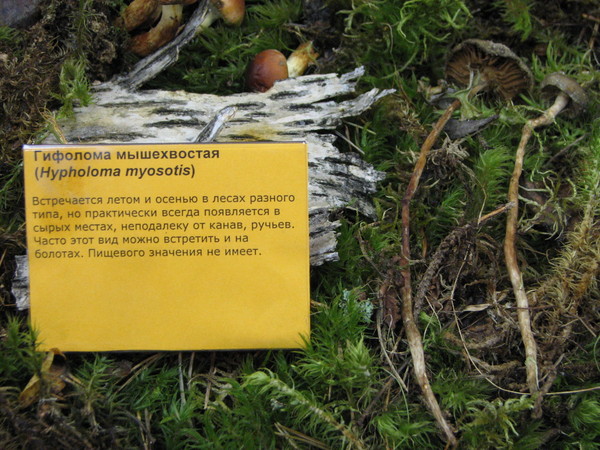 Гифолома мышехвостая
(Hypholoma myosotis)
Встречается летом и осенью в лесах разного
типа, но практически всегда появляется в
сырых местах, неподалеку от канав, ручьев.
Часто этот вид можно встретить и на
болотах. Пищевого значения не имеет.